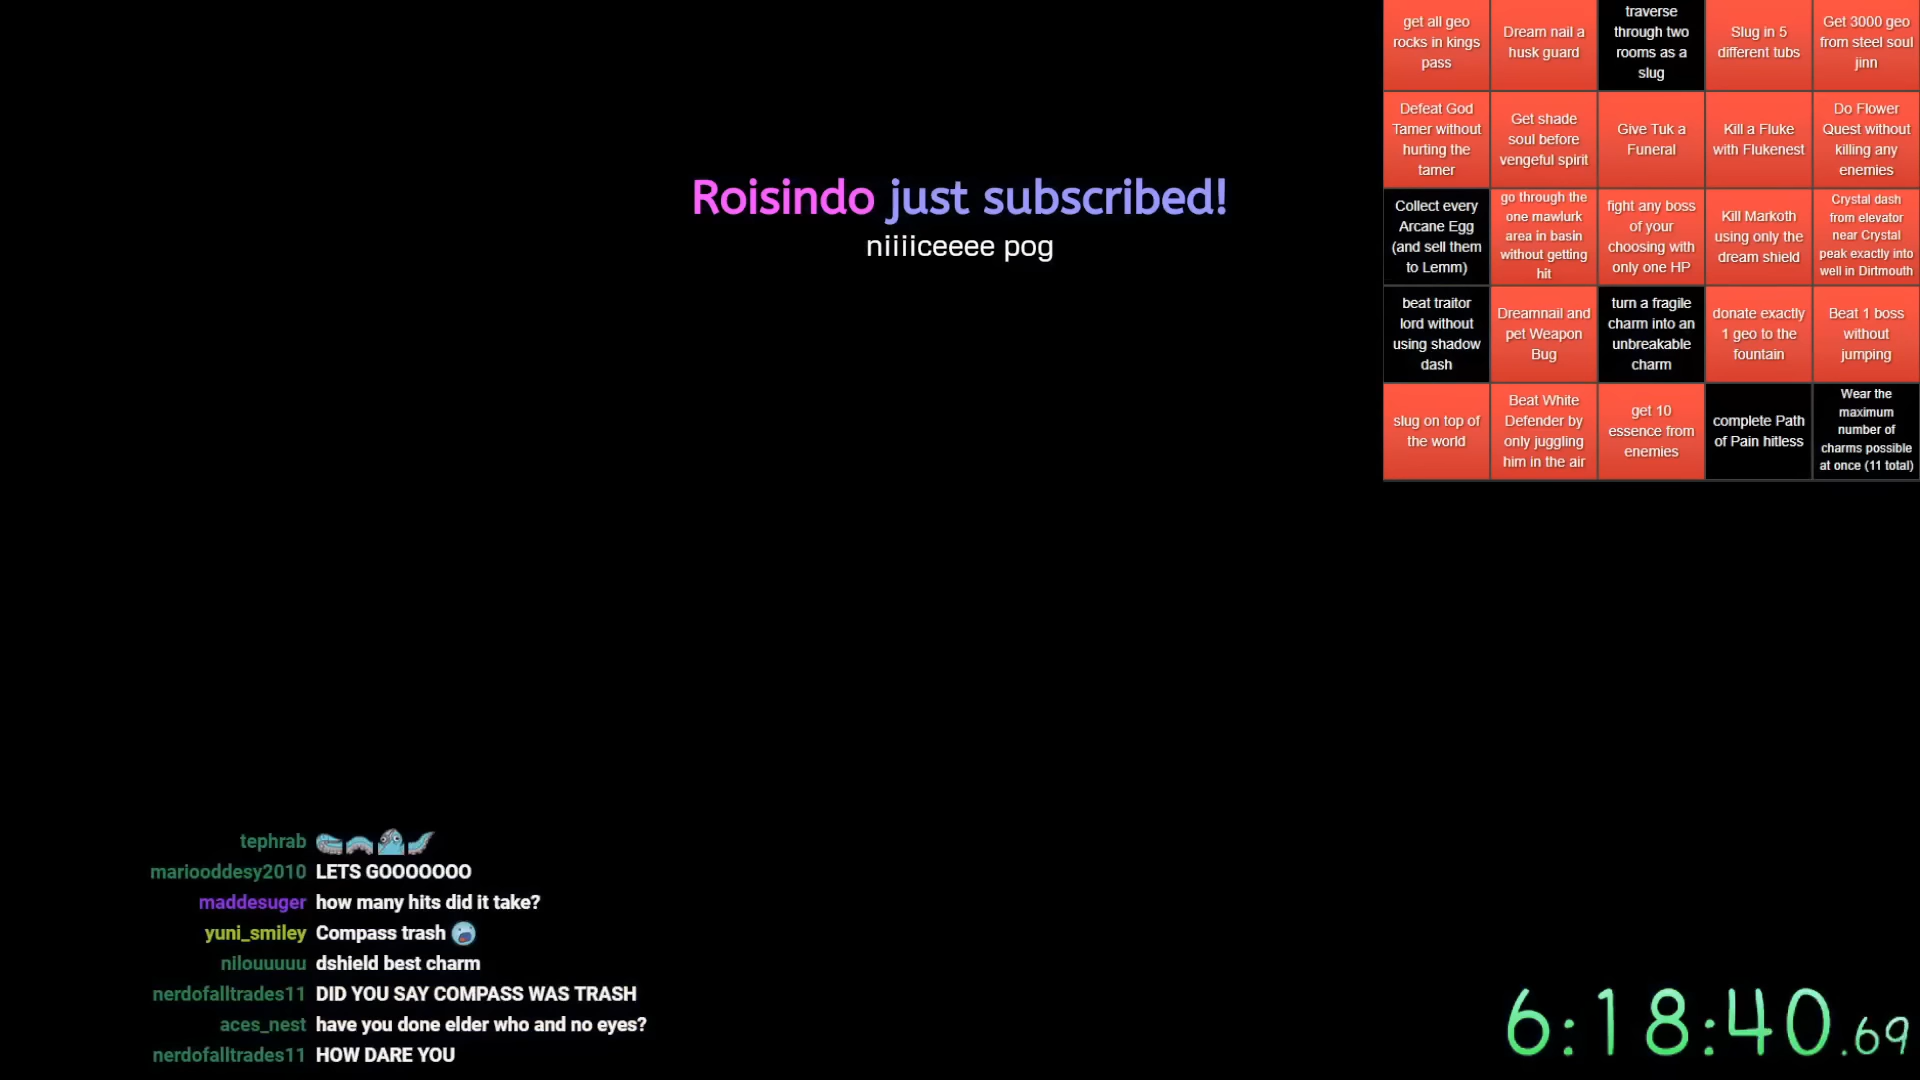 get all geo
rocks in kings
pass
Dream nail a
husk guard
traverse
through two
rooms as a
slug
Slug in 5
different tubs
Get 3000 geo
from steel soul
jinn
Defeat God
Tamer without
hurting the
tamer
Get shade
soul before
vengeful spirit
Give Tuk a
Funeral
Kill a Fluke
with Flukenest
Do Flower
Quest without
killing any
enemies
Collect every
Arcane Egg
(and sell them
to Lemm)
go through the
one mawlurk
area in basin
without getting
hit
fight any boss
of your
choosing with
only one HP
Kill Markoth
using only the
dream shield
Crystal dash
from elevator
near Crystal
peak exactly into
well in Dirtmouth
beat traitor
lord without
using shadow
dash
Dreamnail and
pet Weapon
Bug
turn a fragile
charm into an
unbreakable
charm
donate exactly
1 geo to the
fountain
Beat 1 boss
without
jumping
slug on top of
the world
Beat White
Defender by
only juggling
him in the air
get 10
essence from
enemies
complete Path
of Pain hitless
Wear the
maximum
number of
charms possible
at once (11 total)
Roisindo just subscribed!
niiiiceeee pog
tephrab
mariooddesy2010 LETS GOOOOOOO
maddesuger how many hits did it take?
yuni_smiley Compass trash
nilouuuuu dshield best charm
nerdofalltrades11 DID YOU SAY COMPASS WAS TRASH
aces_nest have you done elder who and no eyes?
nerdofalltrades11 HOW DARE YOU
6:18:40.69